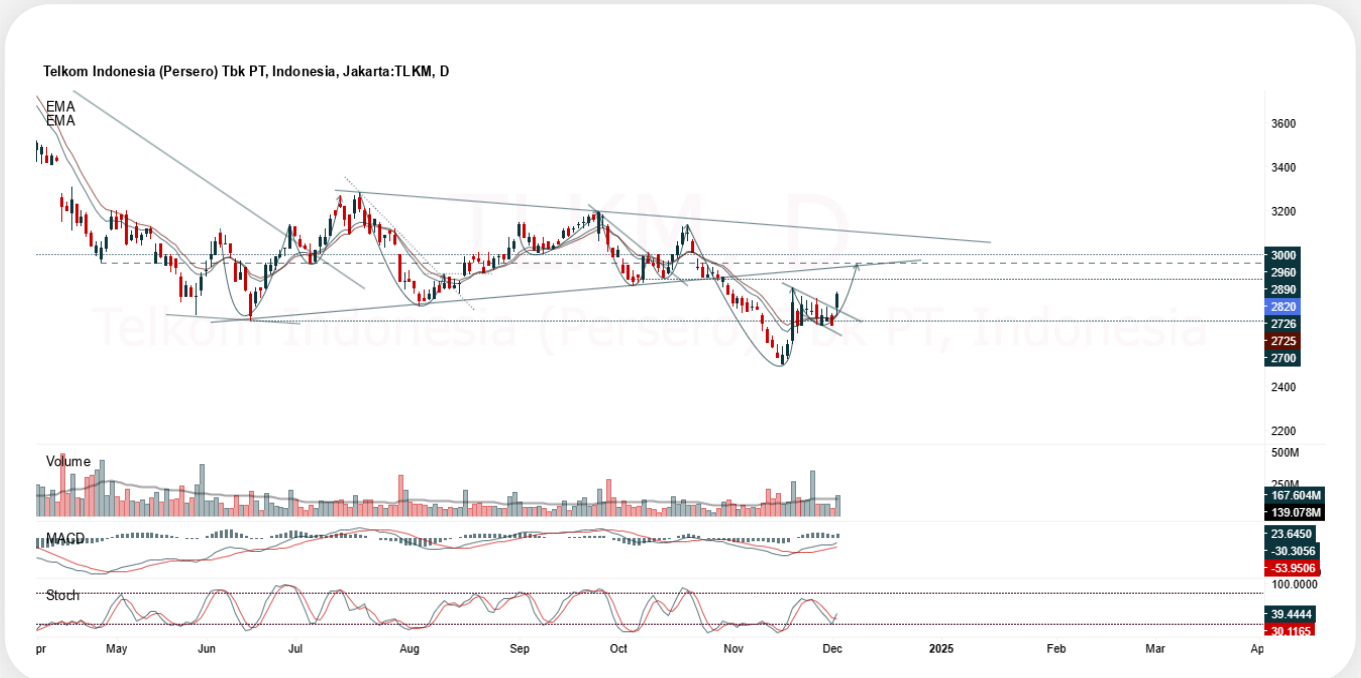 Telkom Indonesia (Persero) Tbk PT, Indonesia, Jakarta:TLKM, D
EMA
EMA
TLKM, D
Telkom Indonesia (Persero) Tbk PT, Indonesia
3600
3400
3200
3000
2960
2890
2820
2726
2725
2700
2400
2200
Volume
500M
250M
167.604M
139.078M
MACD
23.6450
-30.3056
-53.9506
Stoch
100.0000
39.4444
30.1165
pr May Jun Jul Aug Sep Oct Nov Dec 2025 Feb Mar Ap